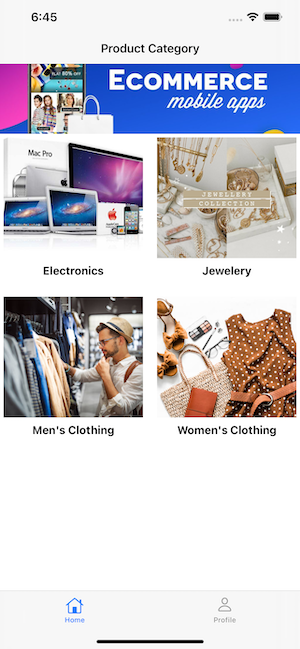 6:45
Product Category
FLAT 80% OFF
Ecommerce
mobile apps
Mac Pro
JEWELLERY
COLLECTION
Electronics
Jewelery
Men's Clothing
Women's Clothing
Home
Profile